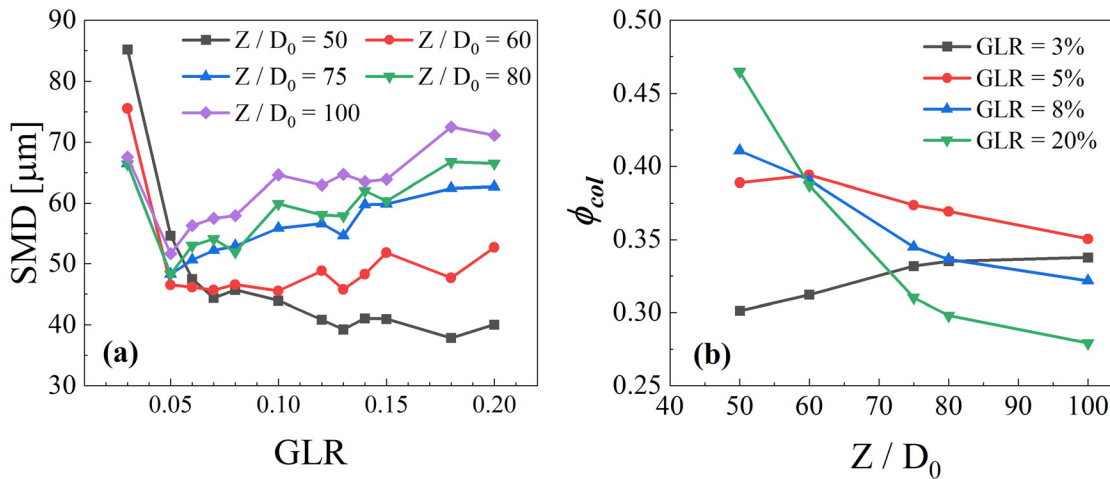 90
80
70
60
50
40
30
SMD [μm]
Z / D₀ = 50
Z / D₀ = 60
Z / D₀ = 75
Z / D₀ = 80
Z / D₀ = 100
(a)
0.05
0.10
0.15
0.20
GLR
0.50
0.45
0.40
0.35
0.30
0.25
ϕcol
GLR = 3%
GLR = 5%
GLR = 8%
GLR = 20%
(b)
40
50
60
70
80
90
100
Z / D₀